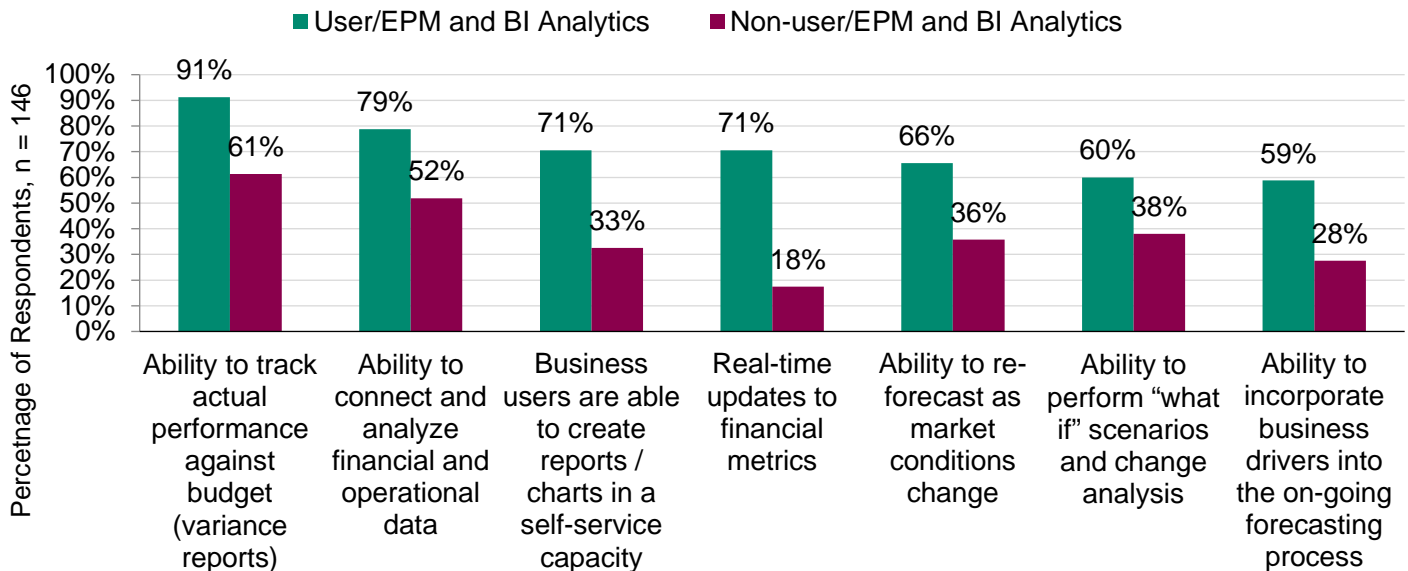 User/EPM and BI Analytics
Non-user/EPM and BI Analytics
Percetnage of Respondents, n = 146
100%
90%
80%
70%
60%
50%
40%
30%
20%
10%
0%
91%
61%
79%
52%
71%
33%
71%
18%
66%
36%
60%
38%
59%
28%
Ability to track
actual
performance
against
budget
(variance
reports)
Ability to
connect and
analyze
financial and
operational
data
Business
users are able
to create
reports /
charts in a
self-service
capacity
Real-time
updates to
financial
metrics
Ability to re-
forecast as
market
conditions
change
Ability to
perform “what
if” scenarios
and change
analysis
Ability to
incorporate
business
drivers into
the on-going
forecasting
process